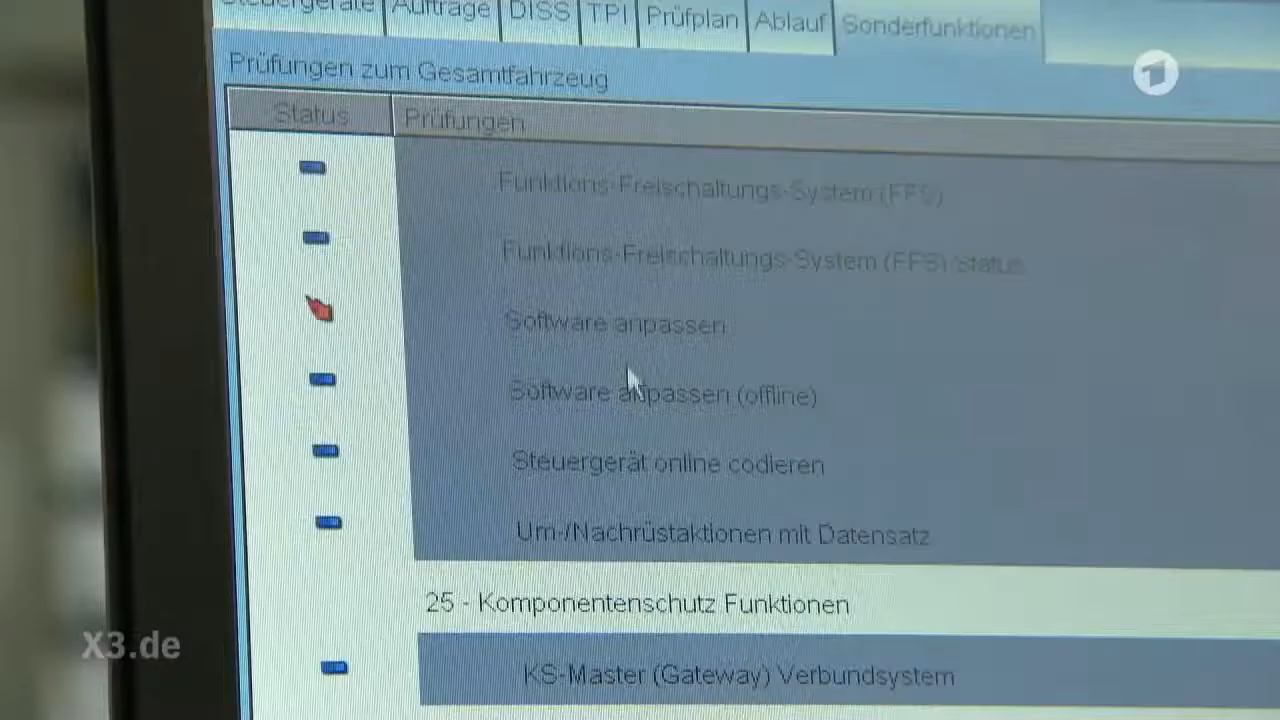 Steuergeräte Aufträge DISS TPI Prüfplan Ablauf Sonderfunktionen
Prüfungen zum Gesamtfahrzeug
Status Prüfungen
Funktions-Freischaltungs-System (FFS)
Funktions-Freischaltungs-System (FFS) Status
Software anpassen
Software anpassen (offline)
Steuergerät online codieren
Um-/Nachrüstaktionen mit Datensatz
25 - Komponentenschutz Funktionen
KS-Master (Gateway) Verbundsystem
1
X3.de